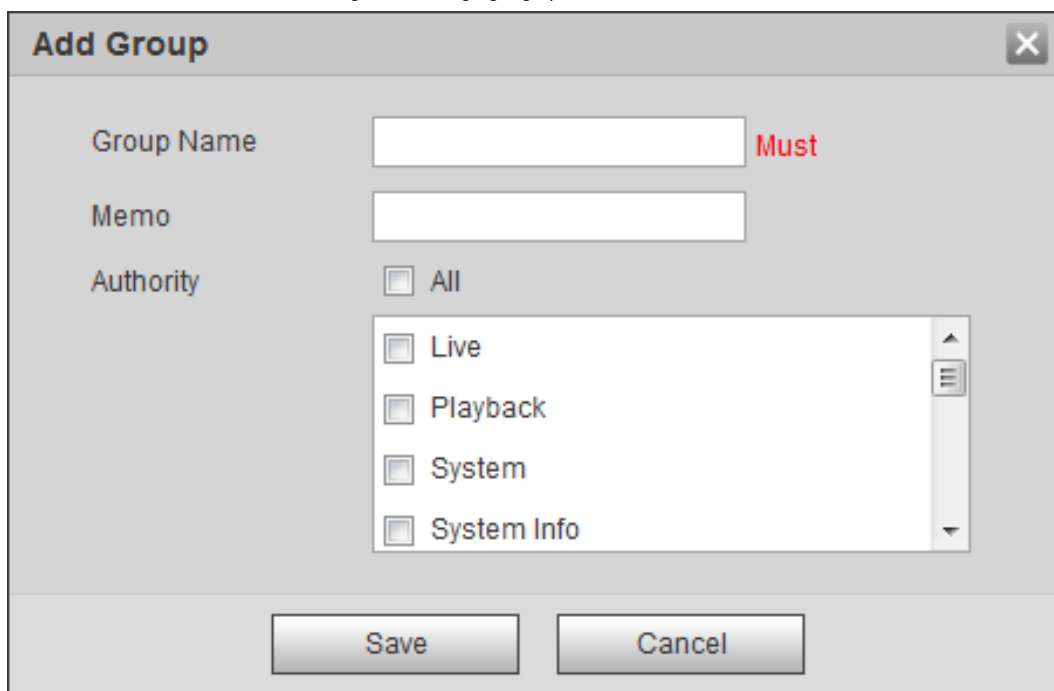 Add Group
Group Name Must
Memo
Authority All
Live
Playback
System
System Info
Save Cancel